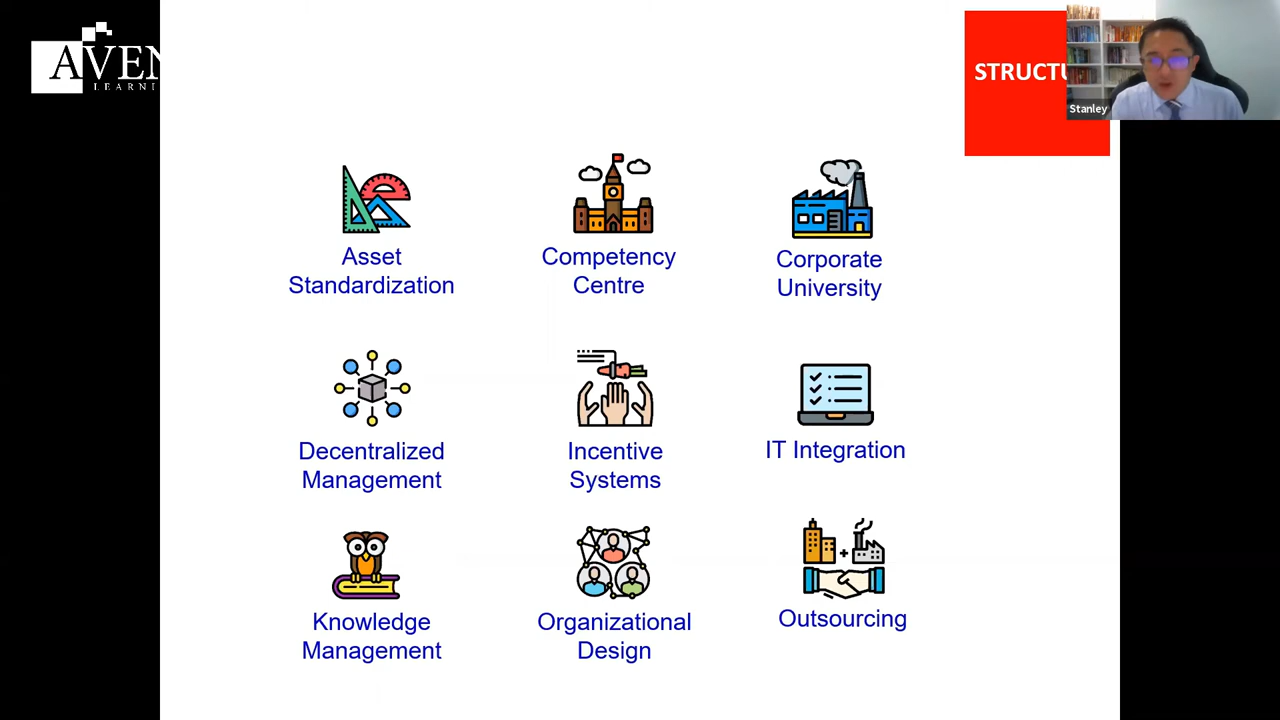 AVEN
LEARNI
STRUCTU
Stanley
Asset
Standardization
Competency
Centre
Corporate
University
Decentralized
Management
Incentive
Systems
IT Integration
Knowledge
Management
Organizational
Design
Outsourcing